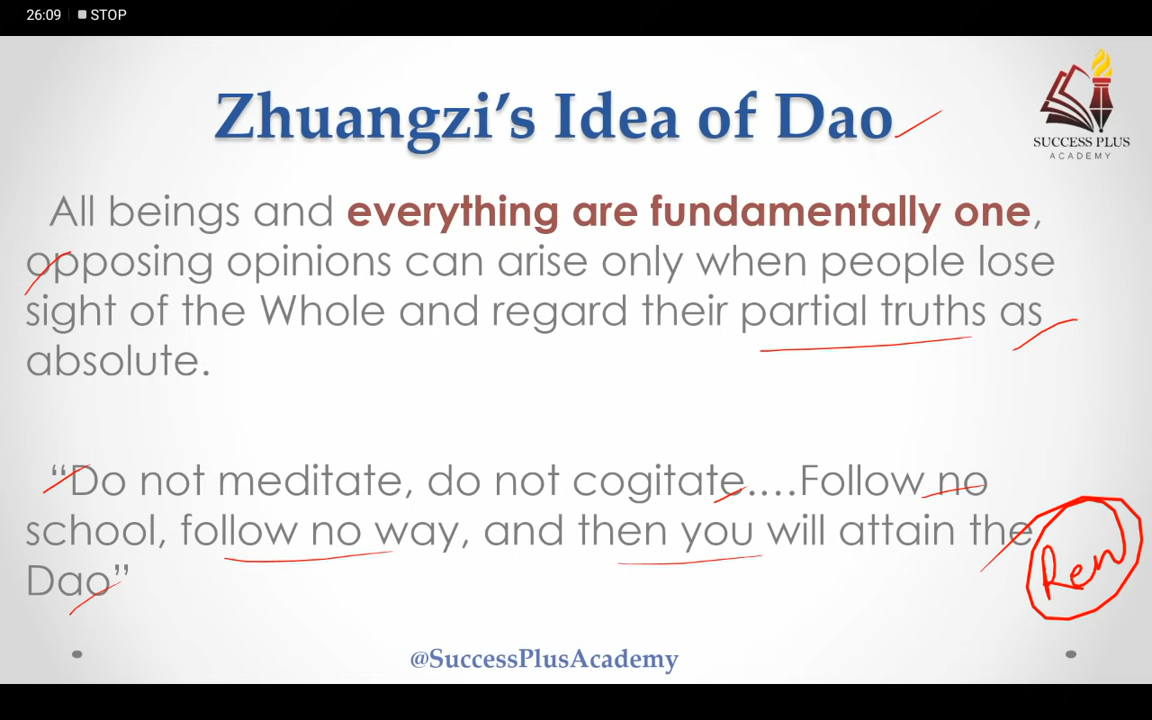 26:09 STOP
Zhuangzi's Idea of Dao
SUCCESS PLUS
ACADEMY
All beings and everything are fundamentally one,
opposing opinions can arise only when people lose
sight of the Whole and regard their partial truths as
absolute.
“Do not meditate, do not cogitate....Follow no
school, follow no way, and then you will attain the
Dao”
Ren
@SuccessPlusAcademy